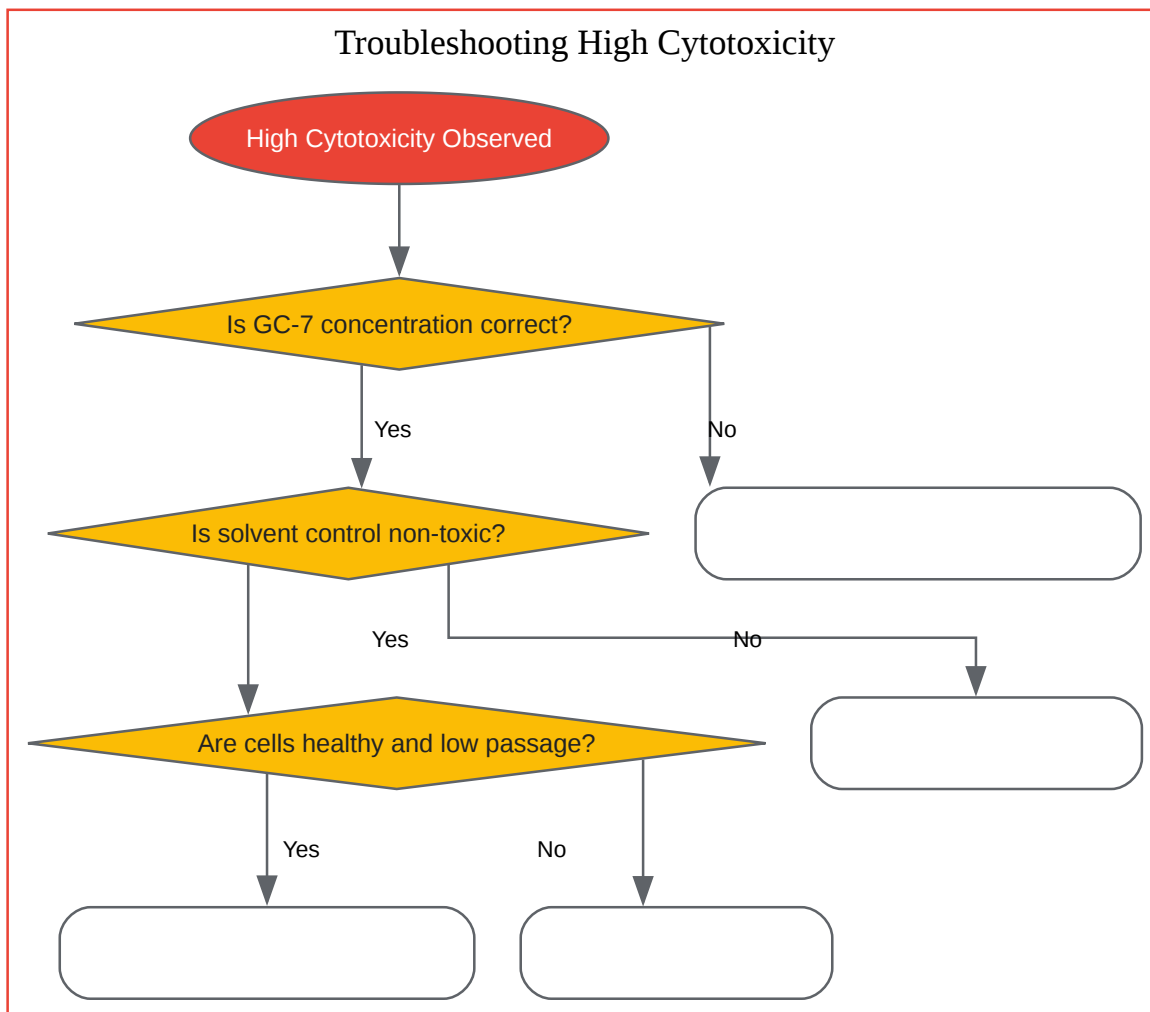 Troubleshooting High Cytotoxicity
High Cytotoxicity Observed
Is GC-7 concentration correct?
Yes
No
Is solvent control non-toxic?
Yes
No
Are cells healthy and low passage?
Yes
No